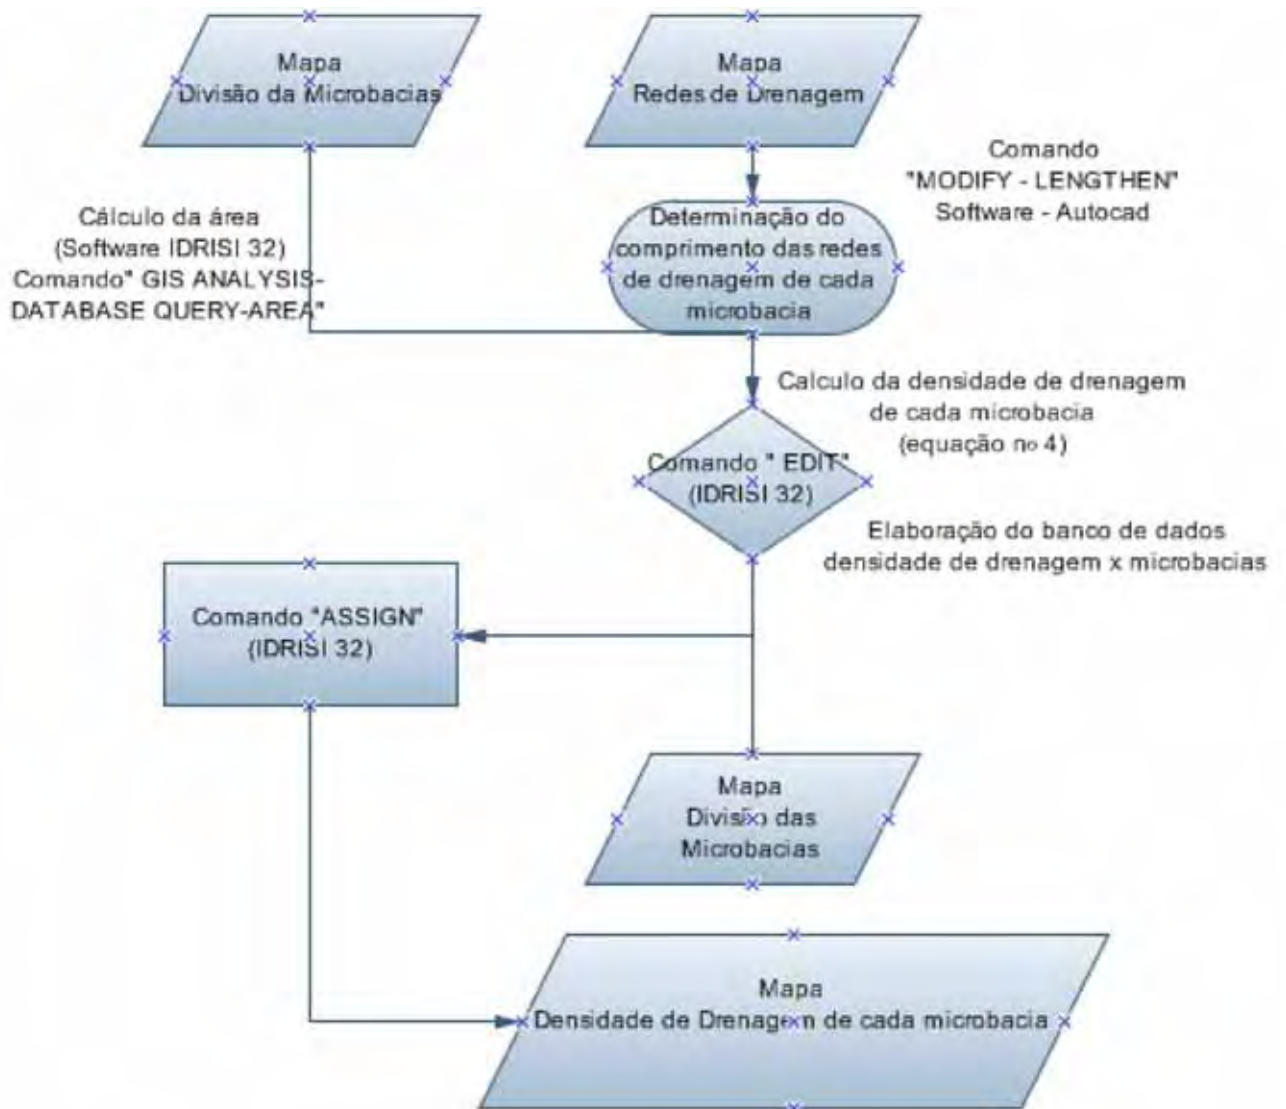 Mapa
Divisão da Microbacias
Mapa
Redes de Drenagem
Comando
"MODIFY - LENGTHEN"
Software - Autocad
Cálculo da área
(Software IDRISI 32)
Comando" GIS ANALYSIS-
DATABASE QUERY-AREA"
Determinação do
comprimento das redes
de drenagem de cada
microbacia
Calculo da densidade de drenagem
de cada microbacia
(equação nº 4)
Comando " EDIT"
(IDRISI 32)
Elaboração do banco de dados
densidade de drenagem x microbacias
Comando "ASSIGN"
(IDRISI 32)
Mapa
Divisão das
Microbacias
Mapa
Densidade de Drenagem de cada microbacia